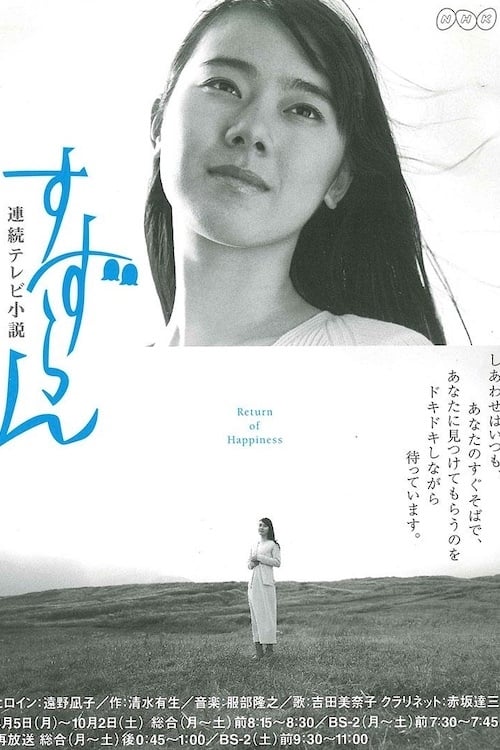 NHK
連続テレビ小説
すずらん
Return
of
Happiness
しあわせはいつも、
あなたのすぐそばで、
あなたに見つけてもらうのを
ドキドキしながら
待っています。
ヒロイン:遠野凪子/作:清水有生/音楽:服部隆之/歌:吉田美奈子 クラリネット:赤坂達三
月5日(月)〜10月2日(土) 総合(月〜土)前8:15〜8:30/BS-2(月〜土)前7:30〜7:45
再放送 総合(月〜土)後0:45〜1:00/BS-2(月〜土)前9:30〜11:00